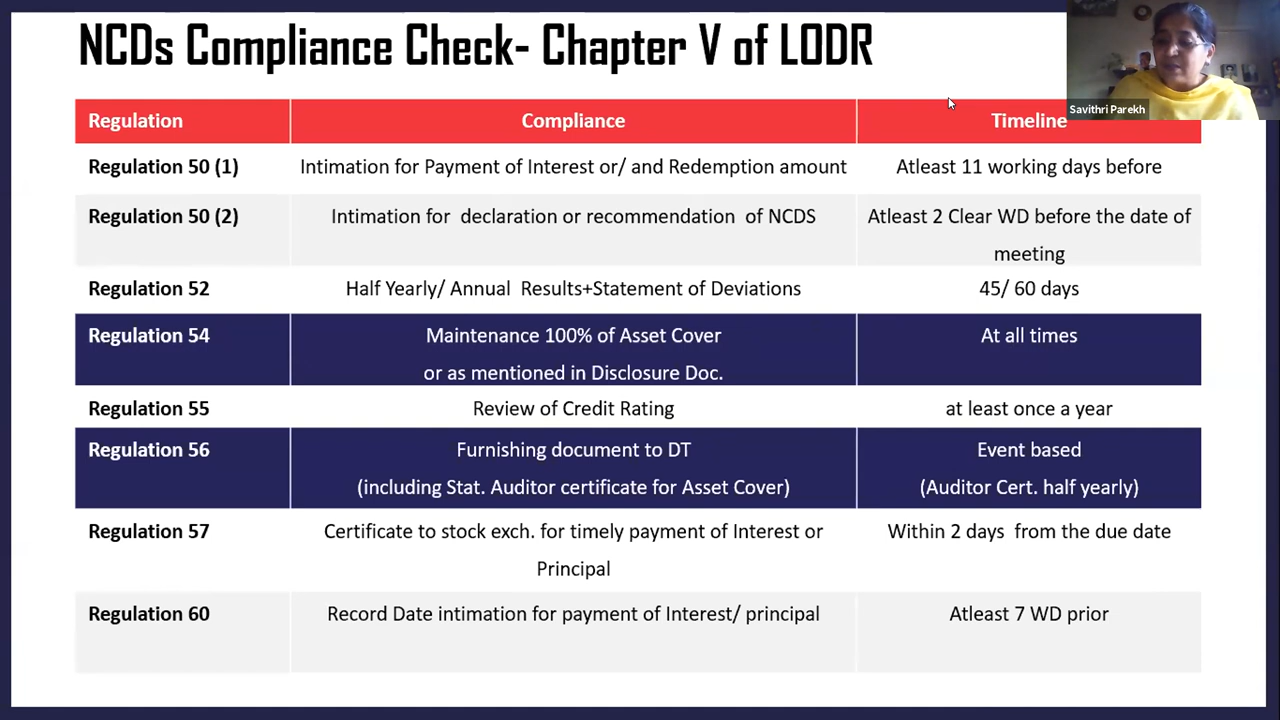 NCDs Compliance Check- Chapter V of LODR
Savithri Parekh
Regulation Compliance Timeline
Regulation 50 (1) Intimation for Payment of Interest or/ and Redemption amount Atleast 11 working days before
Regulation 50 (2) Intimation for declaration or recommendation of NCDS Atleast 2 Clear WD before the date of
meeting
Regulation 52 Half Yearly/ Annual Results+Statement of Deviations 45/ 60 days
Regulation 54 Maintenance 100% of Asset Cover At all times
or as mentioned in Disclosure Doc.
Regulation 55 Review of Credit Rating at least once a year
Regulation 56 Furnishing document to DT Event based
(including Stat. Auditor certificate for Asset Cover) (Auditor Cert. half yearly)
Regulation 57 Certificate to stock exch. for timely payment of Interest or Within 2 days from the due date
Principal
Regulation 60 Record Date intimation for payment of Interest/ principal Atleast 7 WD prior